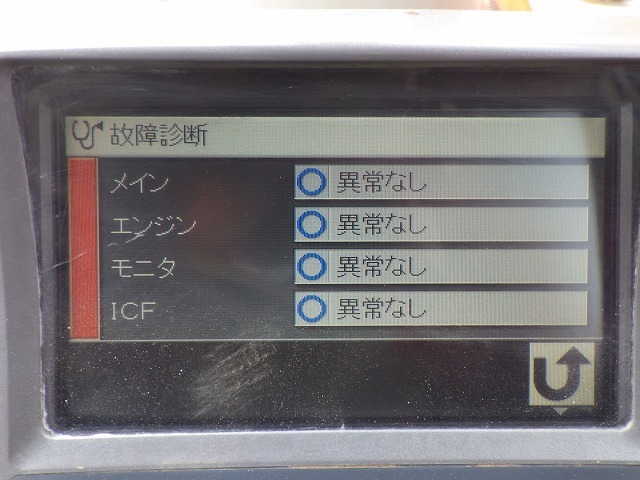 故障診断
メイン 異常なし
エンジン 異常なし
モニタ 異常なし
ICF 異常なし